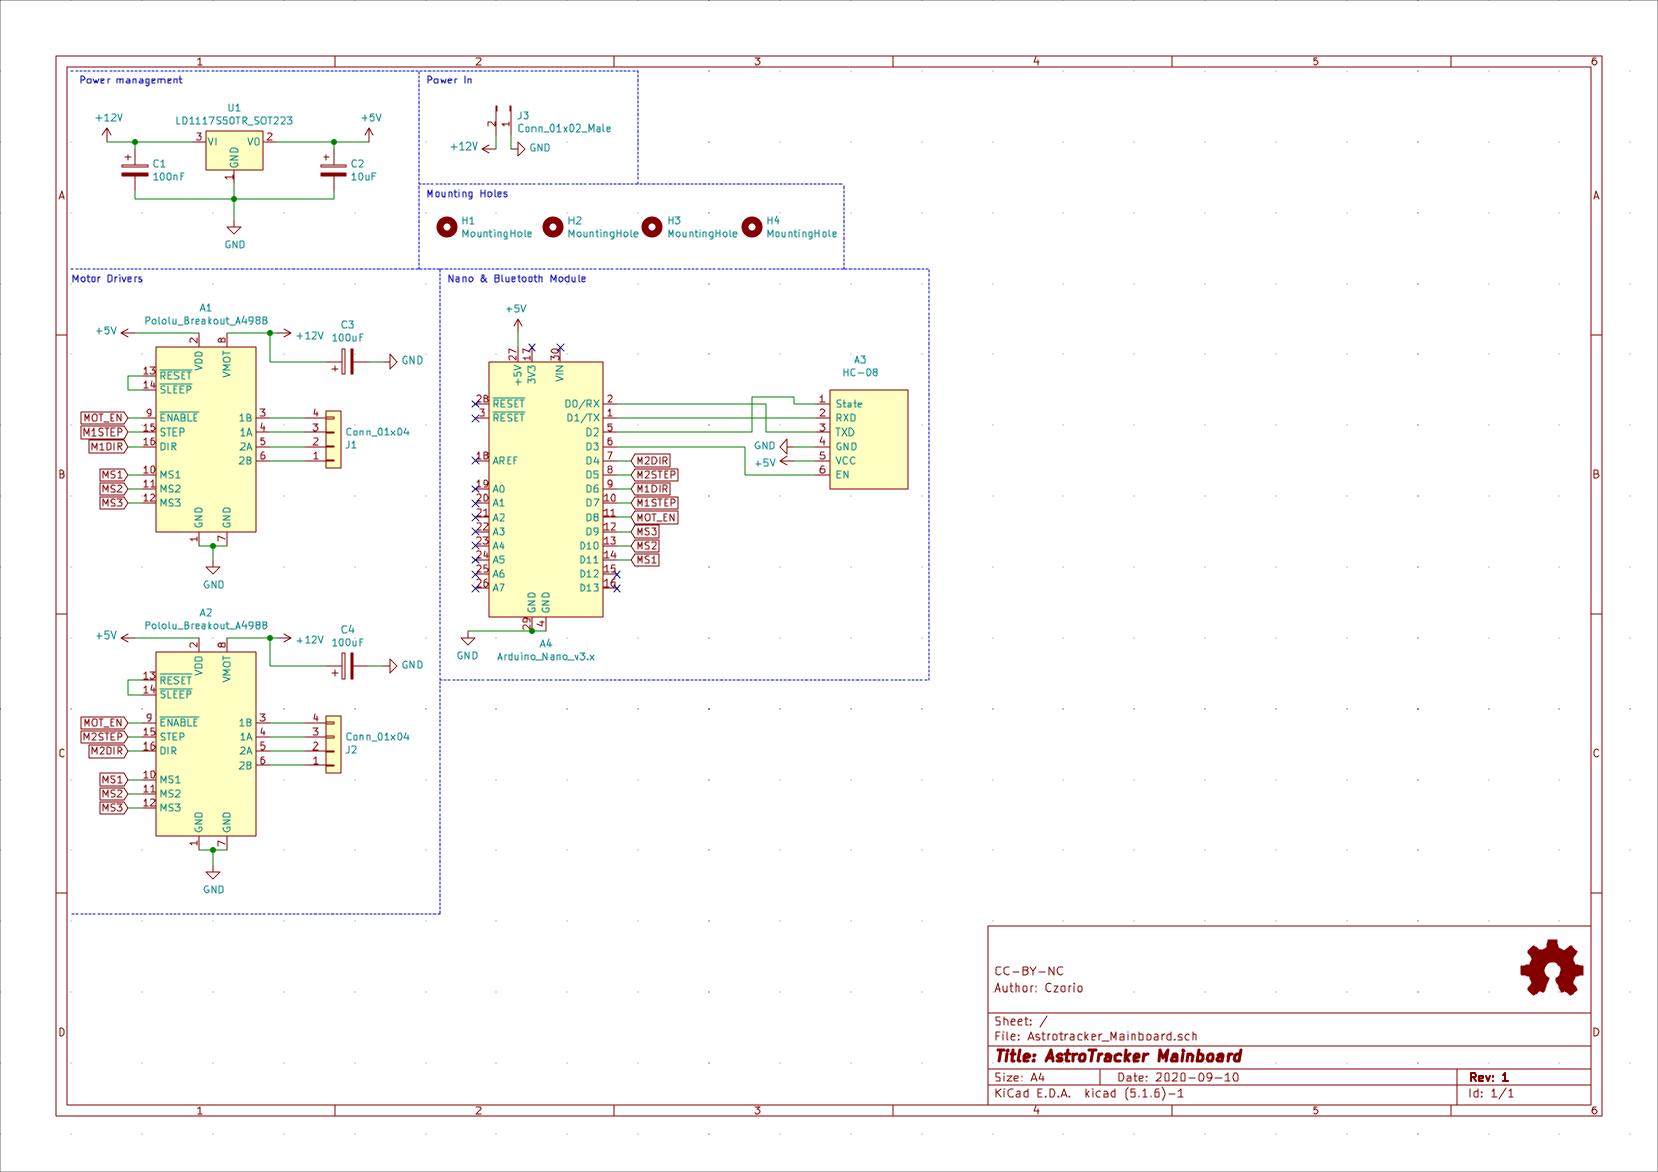 1 2 3 4 5 6
A
B
C
D
A
B
C
D
1 2 3 4 5 6
Power management
+12V
U1
LD1117S50TR_SOT223
+5V
3 VI
VO 2
GND
1
C1
100nF
C2
10uF
GND
Power In
J3
Conn_01x02_Male
2
1
+12V
GND
Mounting Holes
H1
MountingHole
H2
MountingHole
H3
MountingHole
H4
MountingHole
Motor Drivers
A1
Pololu_Breakout_A4988
+5V
+12V
C3
100uF
GND
2
8
VDD
VMOT
13 RESET
14 SLEEP
MOT_EN 9 ENABLE
M1STEP 15 STEP
M1DIR 16 DIR
MS1 10 MS1
MS2 11 MS2
MS3 12 MS3
1B 3 4
1A 4 3
2A 5 2
2B 6 1
Conn_01x04
J1
GND
GND
1
7
GND
A2
Pololu_Breakout_A4988
+5V
+12V
C4
100uF
GND
2
8
VDD
VMOT
13 RESET
14 SLEEP
MOT_EN 9 ENABLE
M2STEP 15 STEP
M2DIR 16 DIR
MS1 10 MS1
MS2 11 MS2
MS3 12 MS3
1B 3 4
1A 4 3
2A 5 2
2B 6 1
Conn_01x04
J2
GND
GND
1
7
GND
Nano & Bluetooth Module
+5V
27
17
30
+5V
3V3
VIN
28 RESET
3 RESET
18 AREF
19 A0
20 A1
21 A2
22 A3
23 A4
24 A5
25 A6
26 A7
D0/RX 2
D1/TX 1
D2 5
D3 6
D4 7 M2DIR
D5 8 M2STEP
D6 9 M1DIR
D7 10 M1STEP
D8 11 MOT_EN
D9 12 MS3
D10 13 MS2
D11 14 MS1
D12 15
D13 16
GND
GND
29
4
GND
A4
Arduino_Nano_v3.x
A3
HC-08
1 State
2 RXD
3 TXD
GND 4 GND
+5V 5 VCC
6 EN
CC-BY-NC
Author: Czario
Sheet: /
File: Astrotracker_Mainboard.sch
Title: AstroTracker Mainboard
Size: A4 Date: 2020-09-10 Rev: 1
KiCad E.D.A. kicad (5.1.6)-1 Id: 1/1